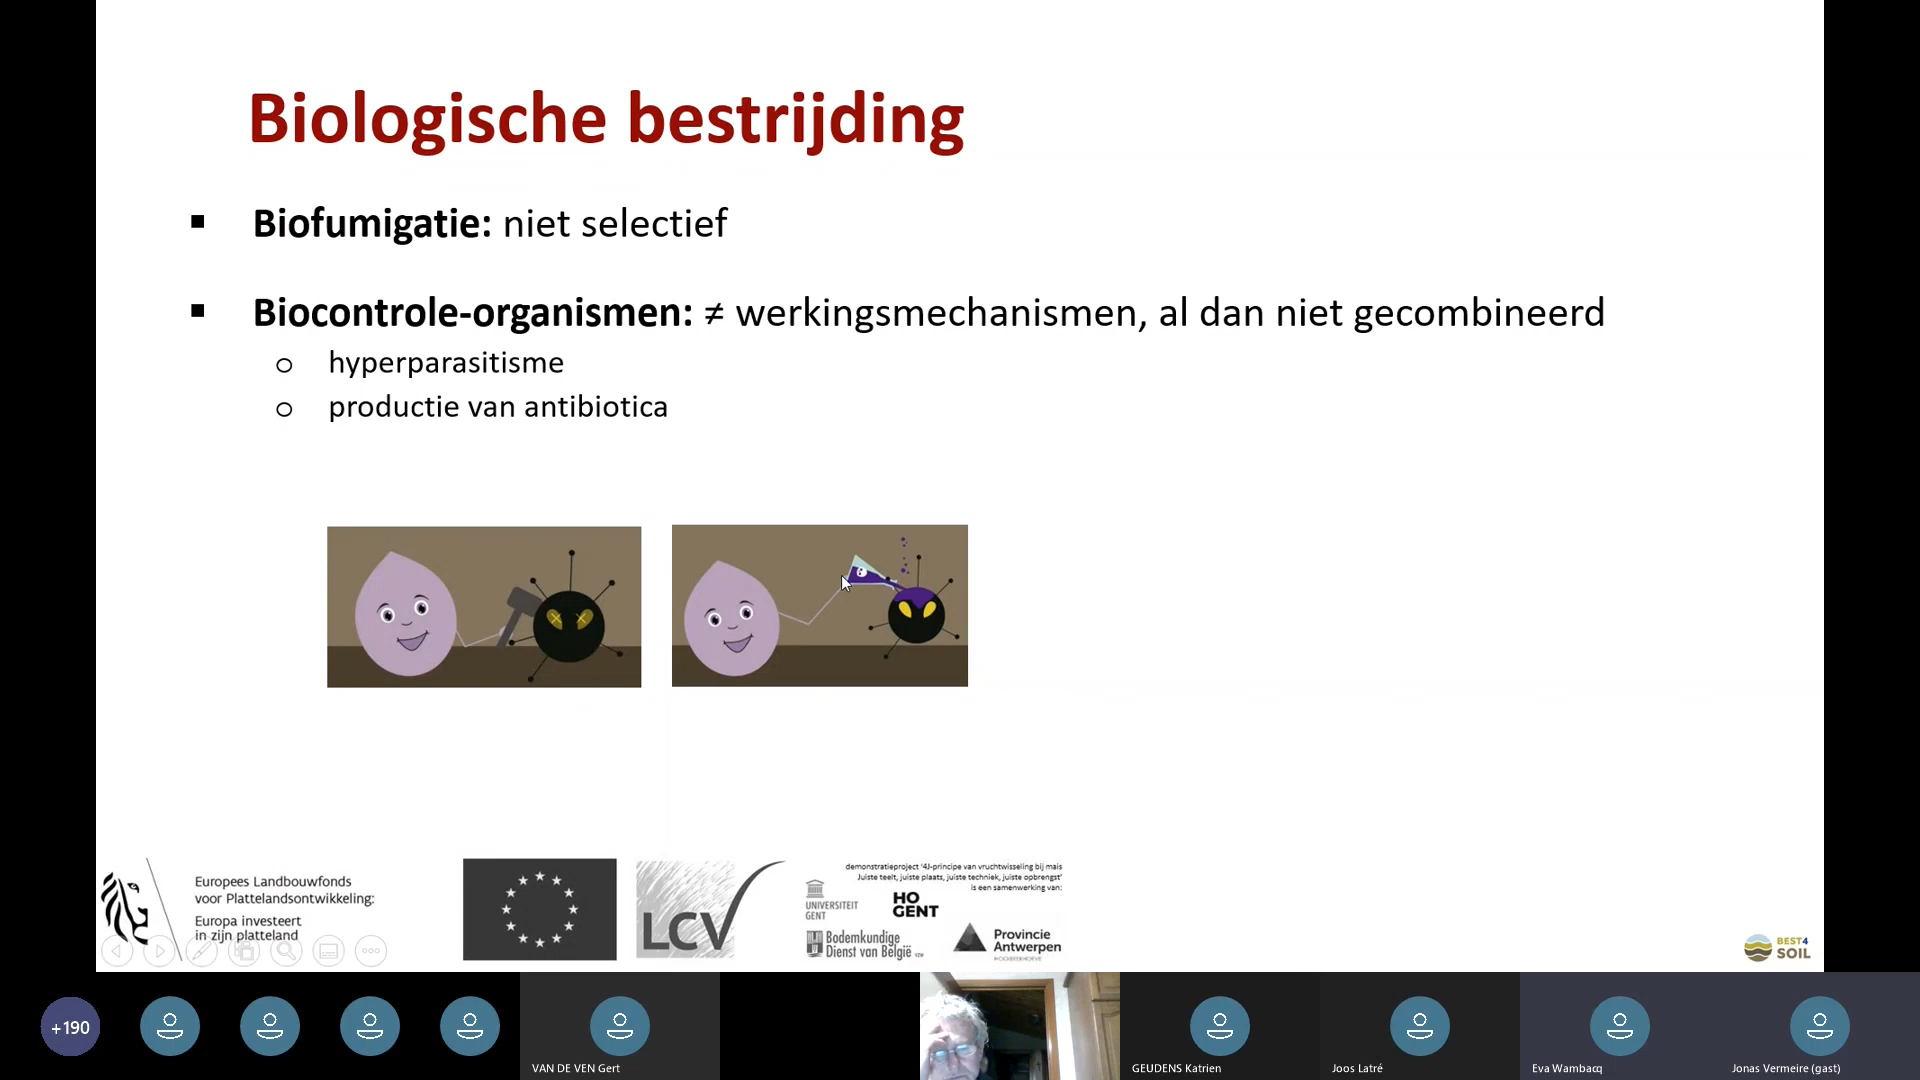 Biologische bestrijding
▪ Biofumigatie: niet selectief
▪ Biocontrole-organismen: ≠ werkingsmechanismen, al dan niet gecombineerd
o hyperparasitisme
o productie van antibiotica
Europees Landbouwfonds
voor Plattelandsontwikkeling:
Europa investeert
in zijn platteland
LCV
demonstratieproject '4J-principe van vruchtwisseling bij mais
Juiste teelt, juiste plaats, juiste techniek, juiste opbrengst'
is een samenwerking van:
UNIVERSITEIT
GENT
HO
GENT
Bodemkundige
Dienst van België vzw
Provincie
Antwerpen
HOOIBEEKHOEVE
BEST4
SOIL
+190
VAN DE VEN Gert
GEUDENS Katrien
Joos Latré
Eva Wambacq
Jonas Vermeire (gast)